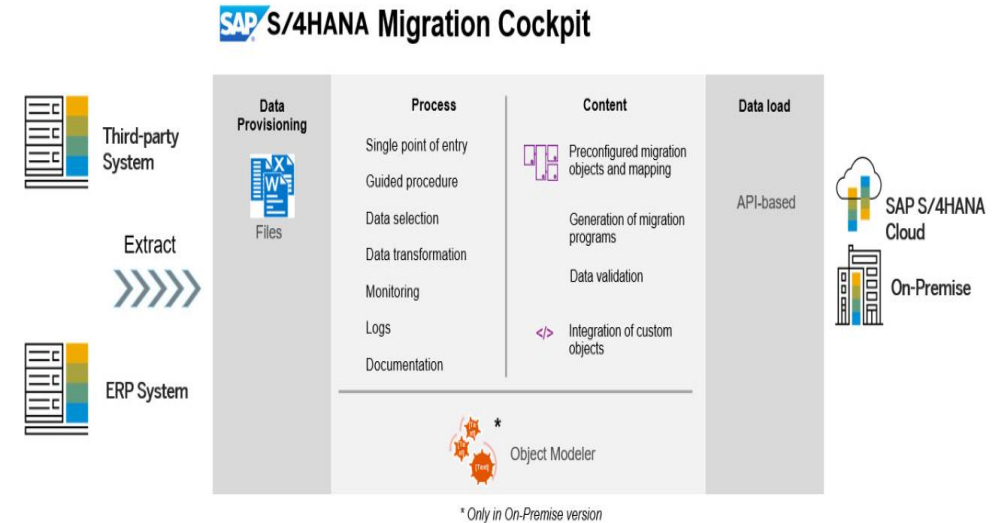 SAP S/4HANA Migration Cockpit
Third-party
System
Extract
ERP System
Data
Provisioning
Files
Process
Single point of entry
Guided procedure
Data selection
Data transformation
Monitoring
Logs
Documentation
Content
Preconfigured migration
objects and mapping
Generation of migration
programs
Data validation
</> Integration of custom
objects
*
Object Modeler
[Text]
Data load
API-based
SAP S/4HANA
Cloud
On-Premise
* Only in On-Premise version